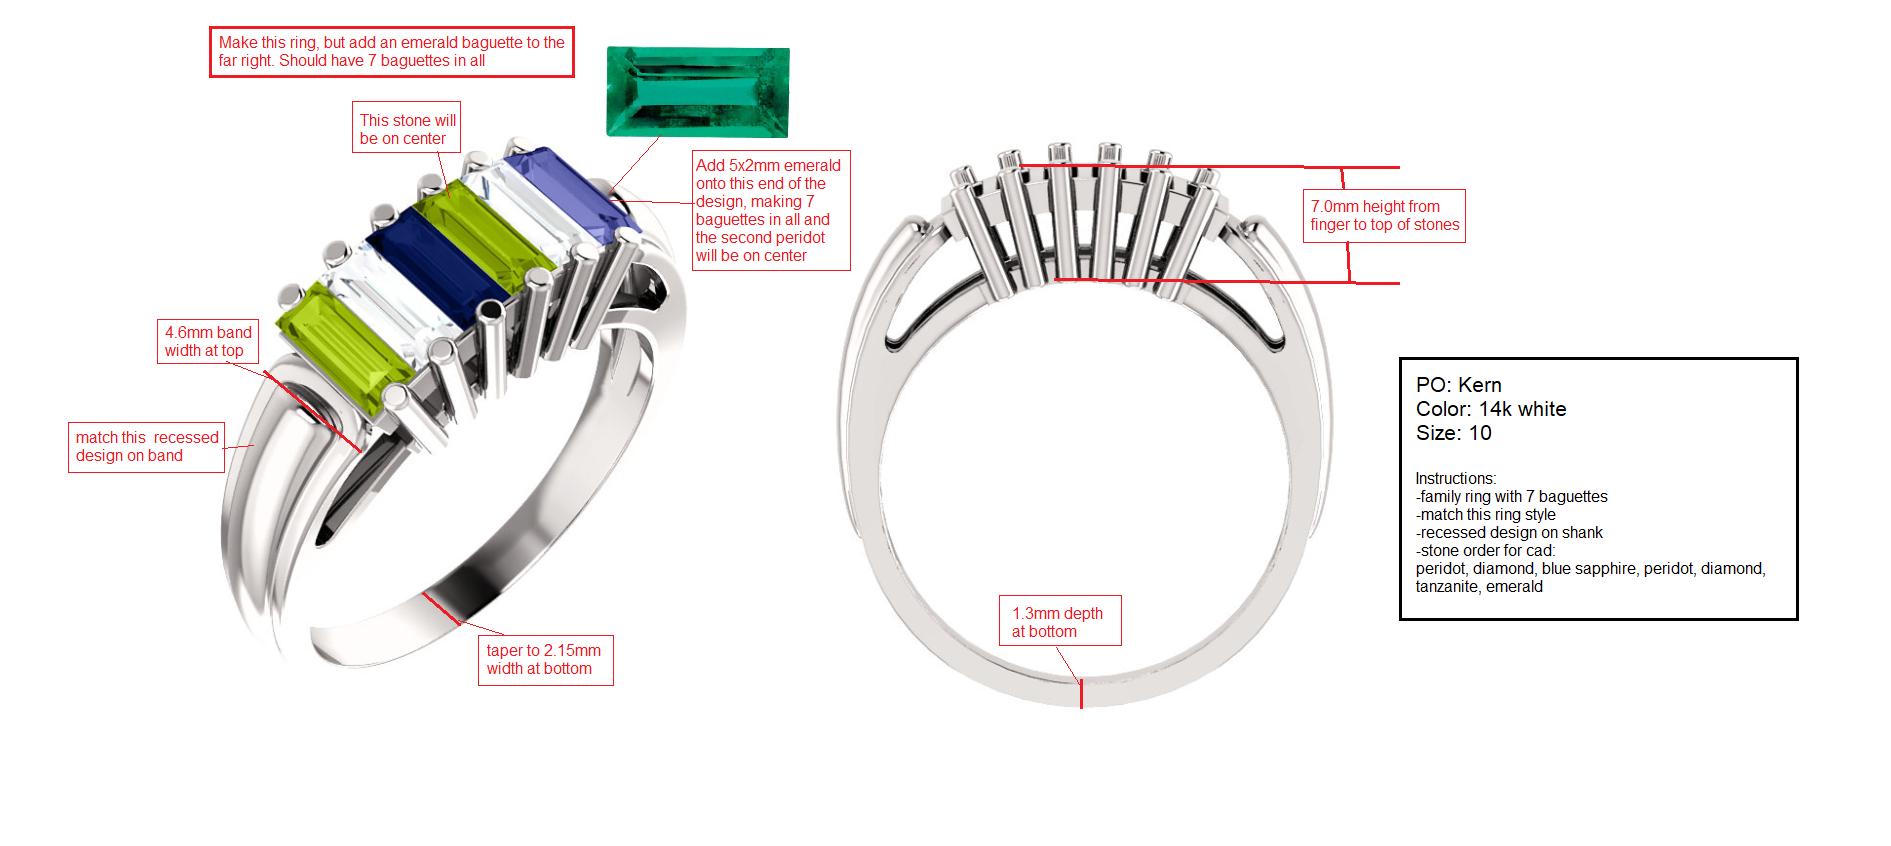 Make this ring, but add an emerald baguette to the
far right. Should have 7 baguettes in all
This stone will
be on center
Add 5x2mm emerald
onto this end of the
design, making 7
baguettes in all and
the second peridot
will be on center
4.6mm band
width at top
match this  recessed
design on band
taper to 2.15mm
width at bottom
7.0mm height from
finger to top of stones
1.3mm depth
at bottom
PO: Kern
Color: 14k white
Size: 10
Instructions:
-family ring with 7 baguettes
-match this ring style
-recessed design on shank
-stone order for cad:
peridot, diamond, blue sapphire, peridot, diamond,
tanzanite, emerald